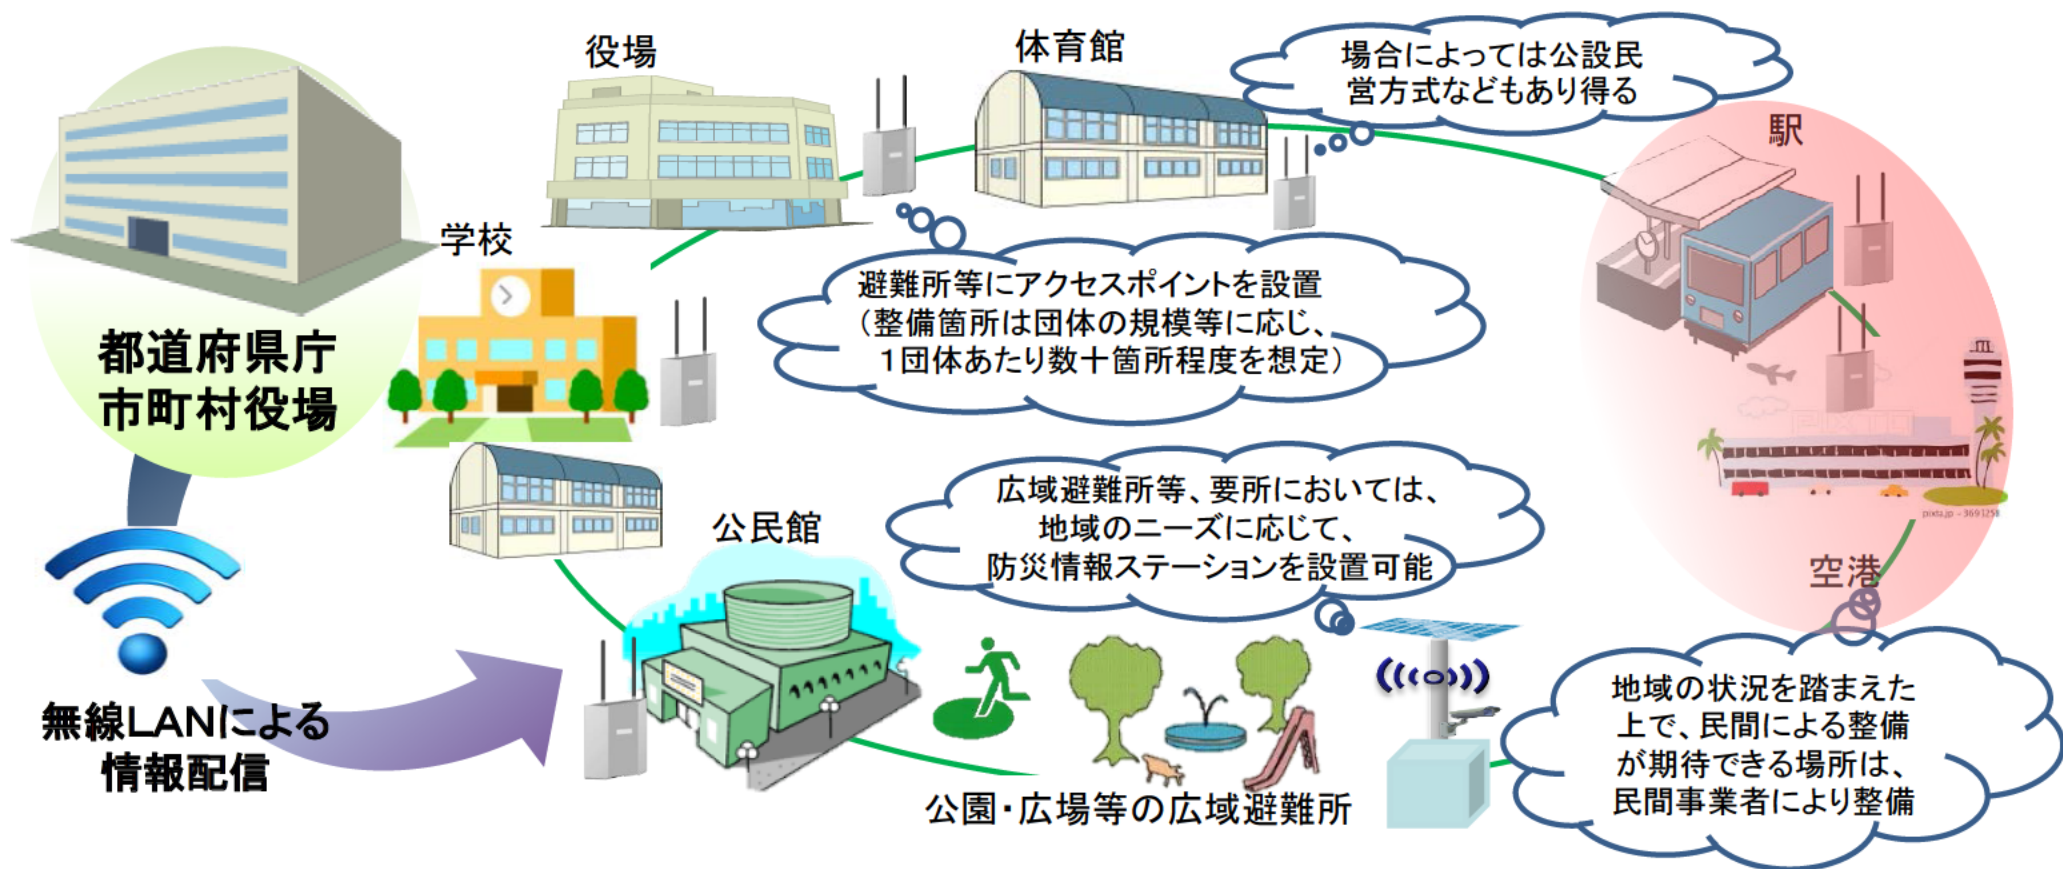 役場
体育館
場合によっては公設民
営方式などもあり得る
駅
学校
避難所等にアクセスポイントを設置
(整備箇所は団体の規模等に応じ、
1団体あたり数十箇所程度を想定)
都道府県庁
市町村役場
広域避難所等、要所においては、
地域のニーズに応じて、
防災情報ステーションを設置可能
公民館
pixta.jp - 3691258
空港
無線LANによる
情報配信
地域の状況を踏まえた
上で、民間による整備
が期待できる場所は、
民間事業者により整備
公園・広場等の広域避難所